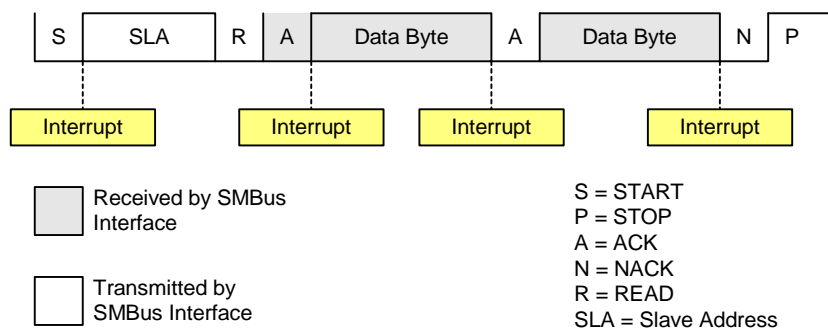 S SLA R A Data Byte A Data Byte N P
Interrupt Interrupt Interrupt Interrupt
Received by SMBus
Interface
Transmitted by
SMBus Interface
S = START
P = STOP
A = ACK
N = NACK
R = READ
SLA = Slave Address